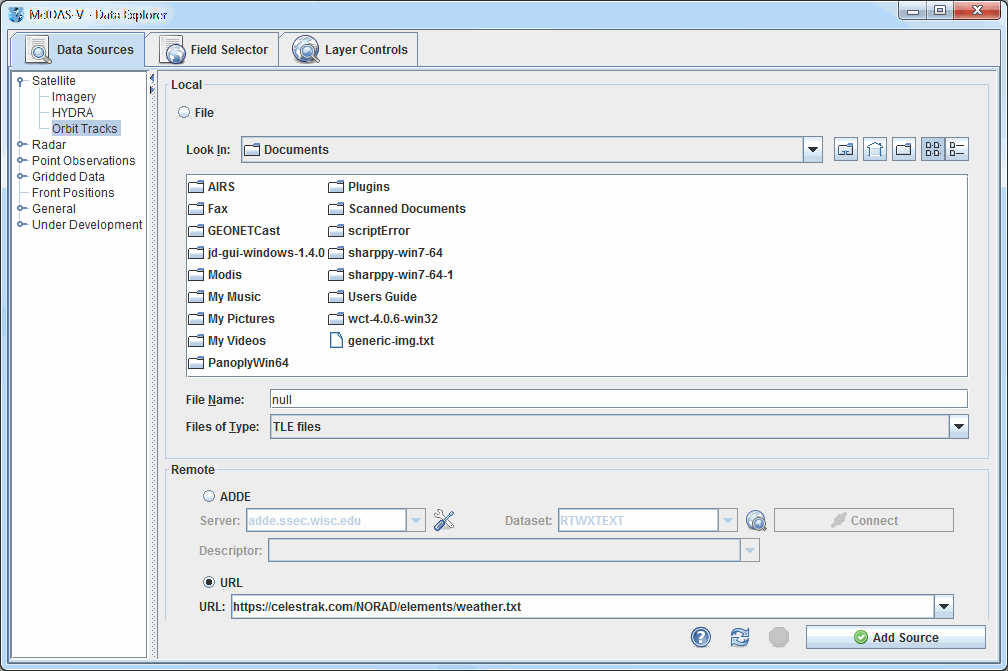 McIDAS-V - Data Explorer
Data Sources Field Selector Layer Controls
Satellite
Imagery
HYDRA
Orbit Tracks
Radar
Point Observations
Gridded Data
Front Positions
General
Under Development
Local
File
Look In: Documents
AIRS Plugins
Fax Scanned Documents
GEONETCast scriptError
jd-gui-windows-1.4.0 sharppy-win7-64
Modis sharppy-win7-64-1
My Music Users Guide
My Pictures wct-4.0.6-win32
My Videos generic-img.txt
PanoplyWin64
File Name: null
Files of Type: TLE files
Remote
ADDE
Server: adde.ssec.wisc.edu Dataset: RTWXTEXT Connect
Descriptor:
URL
URL: https://celestrak.com/NORAD/elements/weather.txt
Add Source